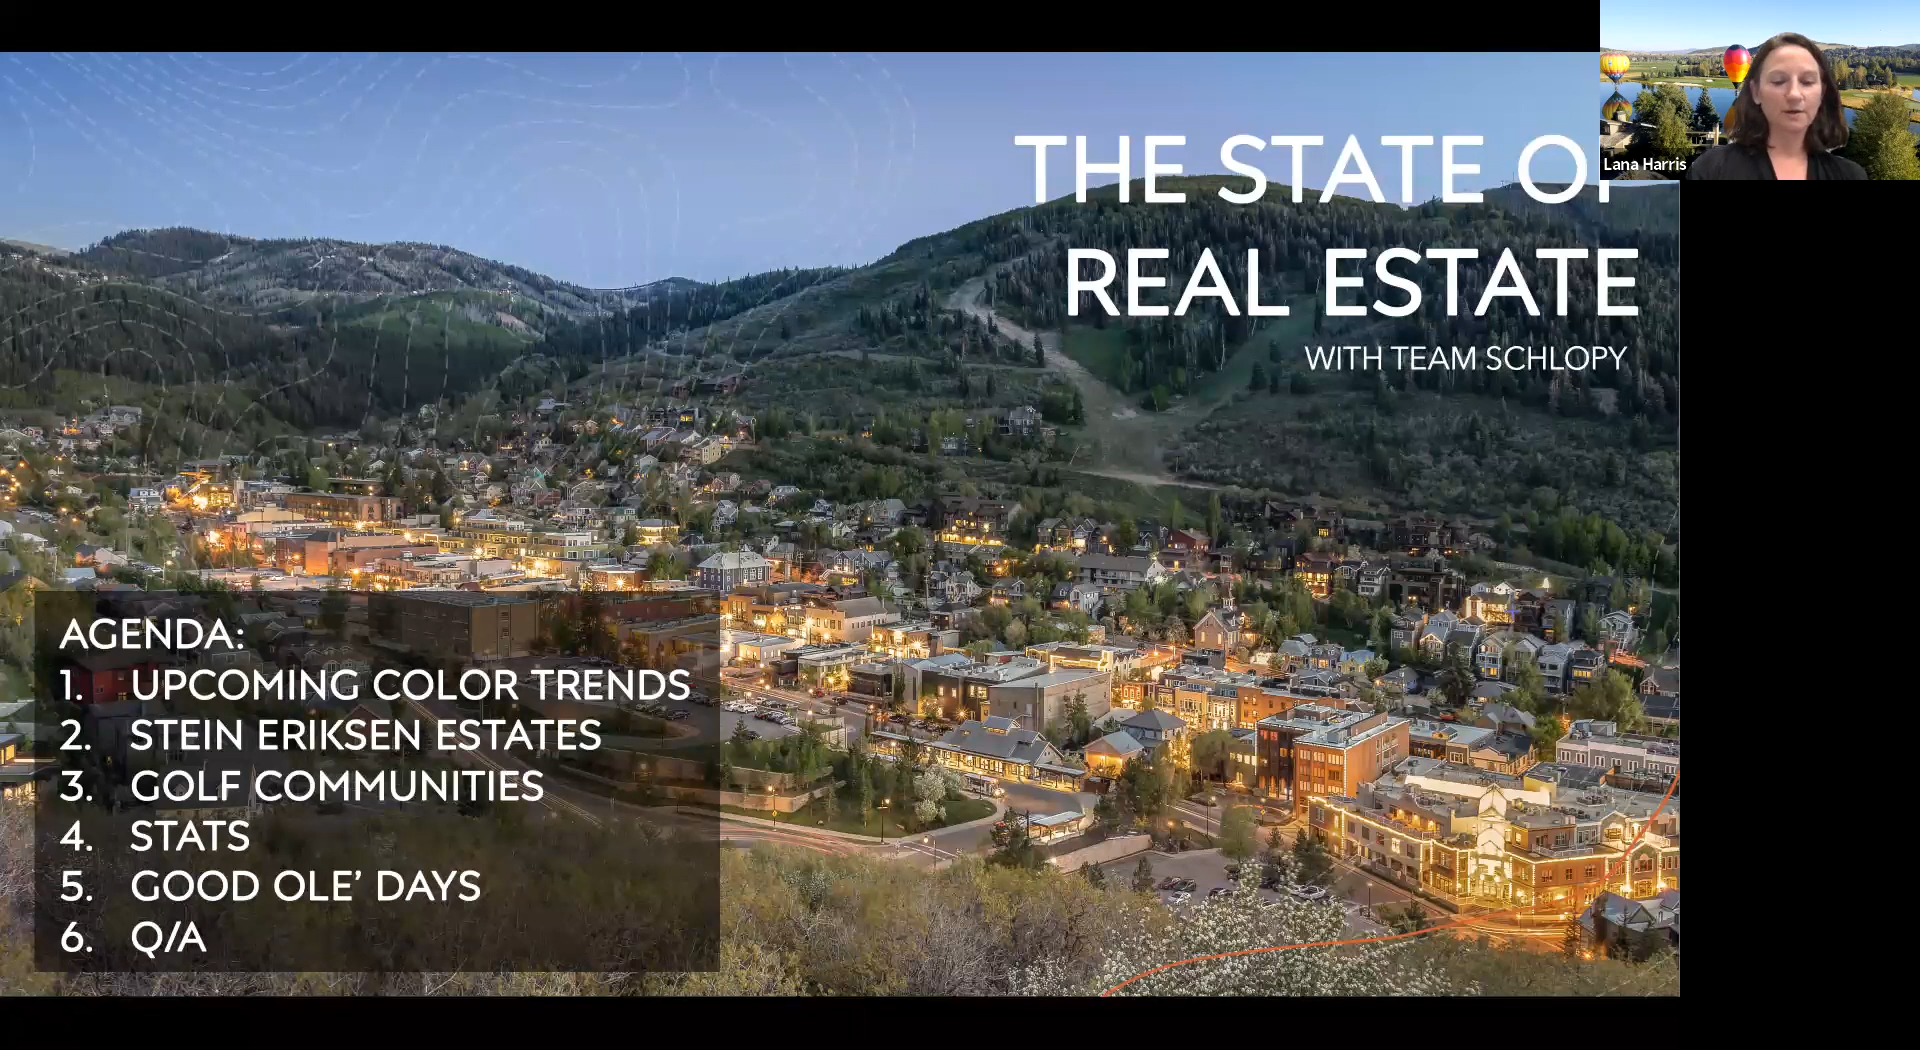 THE STATE OF
REAL ESTATE
WITH TEAM SCHLOPY
Lana Harris
AGENDA:
1. UPCOMING COLOR TRENDS
2. STEIN ERIKSEN ESTATES
3. GOLF COMMUNITIES
4. STATS
5. GOOD OLE’ DAYS
6. Q/A